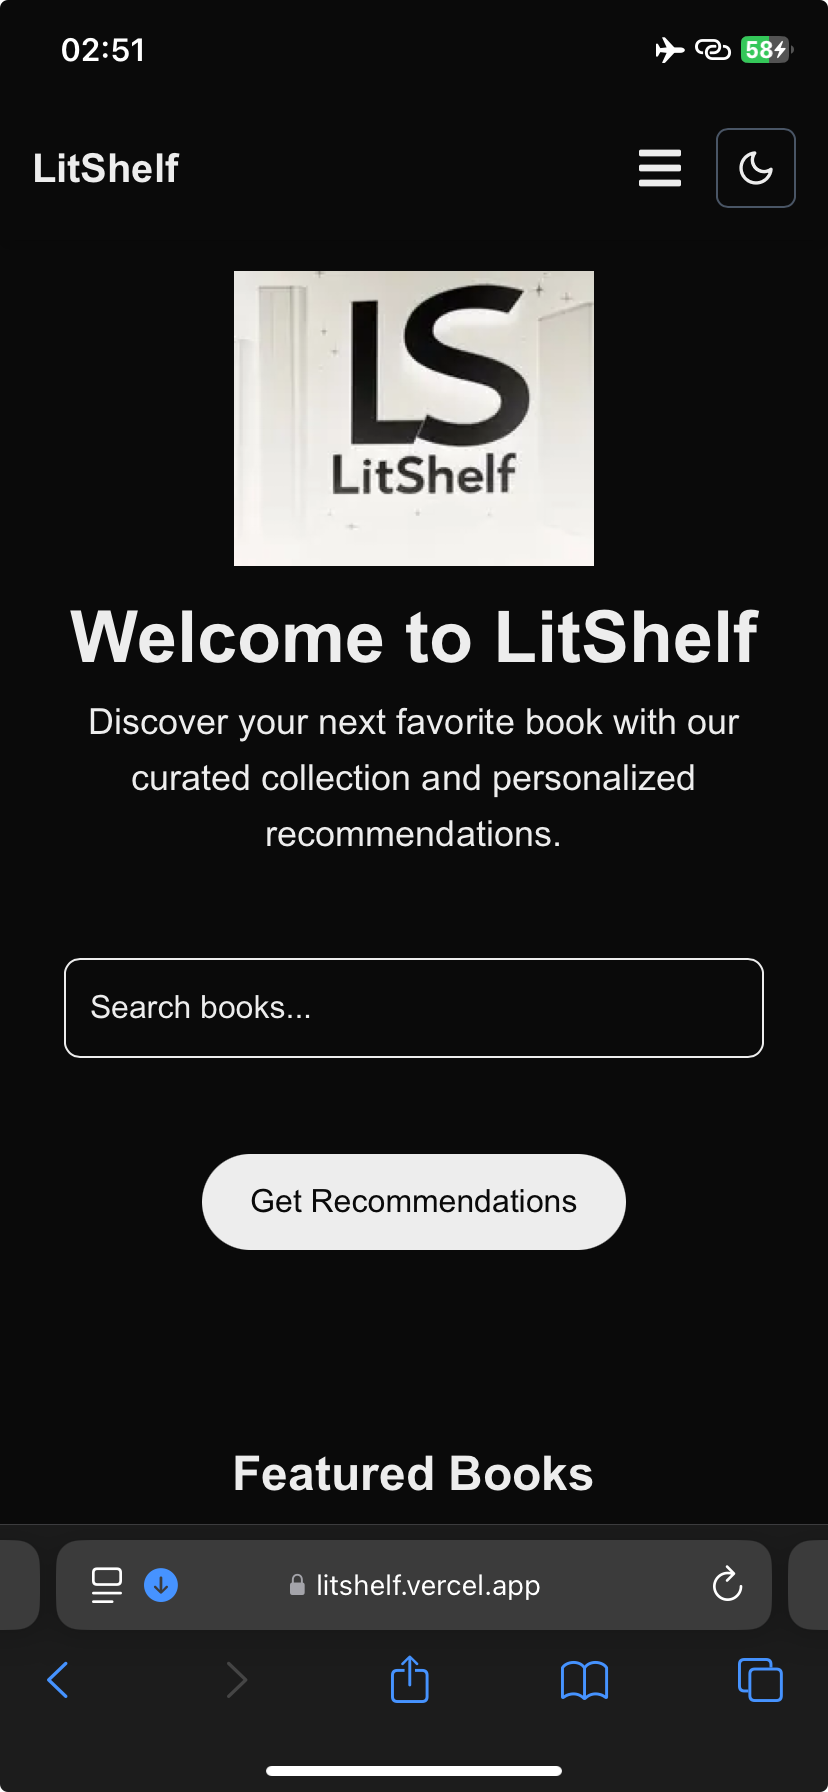 02:51
58
LitShelf
LS
LitShelf
Welcome to LitShelf
Discover your next favorite book with our
curated collection and personalized
recommendations.
Search books...
Get Recommendations
Featured Books
litshelf.vercel.app